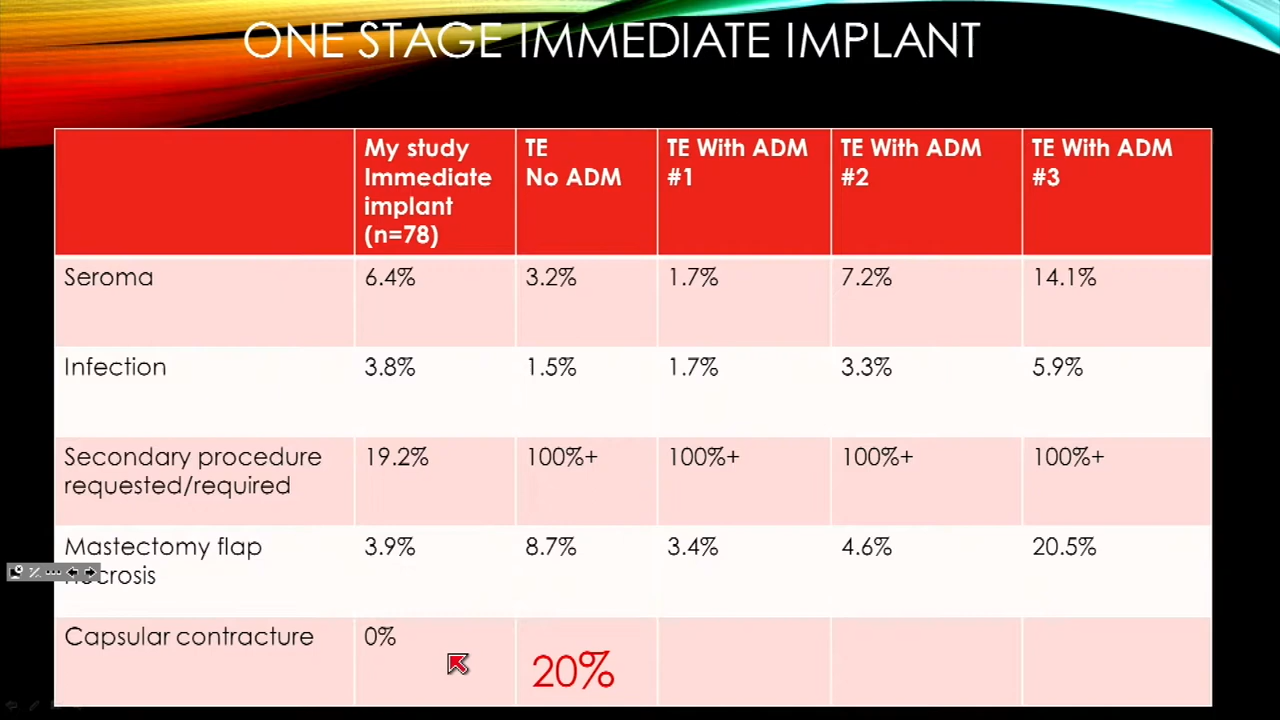 ONE STAGE IMMEDIATE IMPLANT
My study
Immediate
implant
(n=78)
TE
No ADM
TE With ADM
#1
TE With ADM
#2
TE With ADM
#3
Seroma
6.4%
3.2%
1.7%
7.2%
14.1%
Infection
3.8%
1.5%
1.7%
3.3%
5.9%
Secondary procedure
requested/required
19.2%
100%+
100%+
100%+
100%+
Mastectomy flap
necrosis
3.9%
8.7%
3.4%
4.6%
20.5%
Capsular contracture
0%
20%